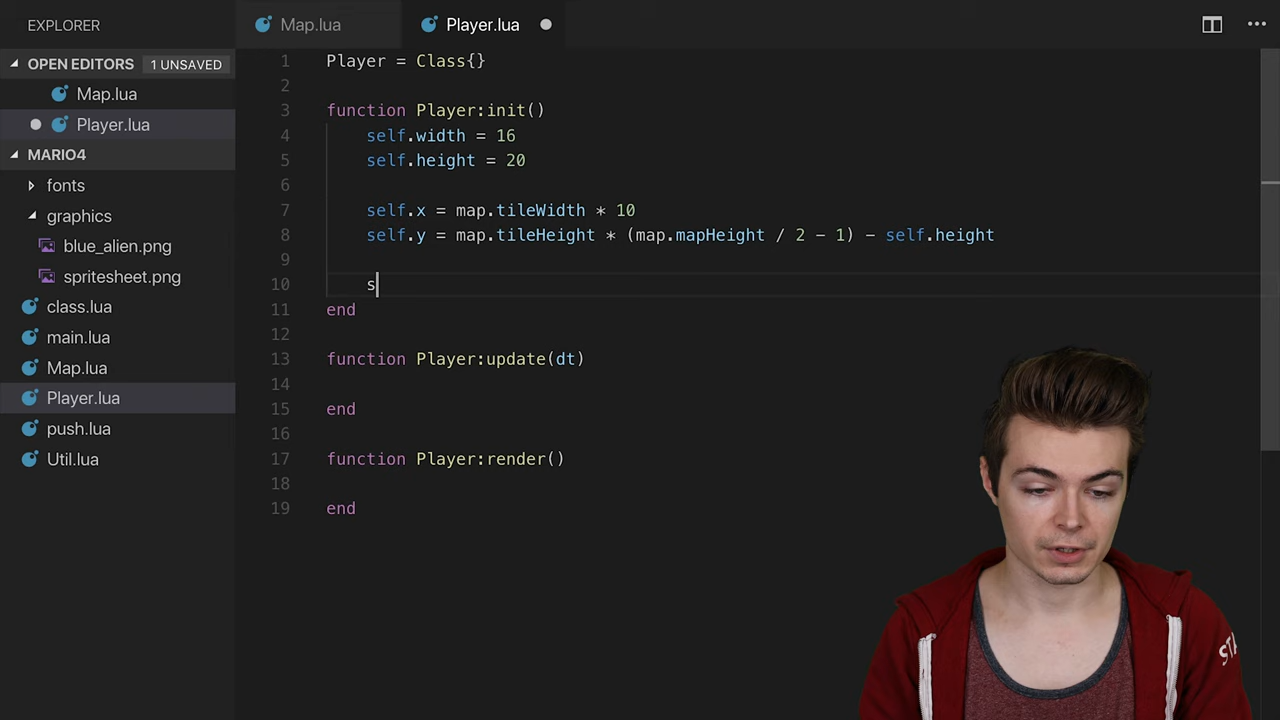 EXPLORER
Map.lua
Player.lua
OPEN EDITORS 1 UNSAVED
Map.lua
Player.lua
MARIO4
fonts
graphics
blue_alien.png
spritesheet.png
class.lua
main.lua
Map.lua
Player.lua
push.lua
Util.lua
1 Player = Class{}
2
3 function Player:init()
4     self.width = 16
5     self.height = 20
6
7     self.x = map.tileWidth * 10
8     self.y = map.tileHeight * (map.mapHeight / 2 - 1) - self.height
9
10     s
11 end
12
13 function Player:update(dt)
14
15 end
16
17 function Player:render()
18
19 end